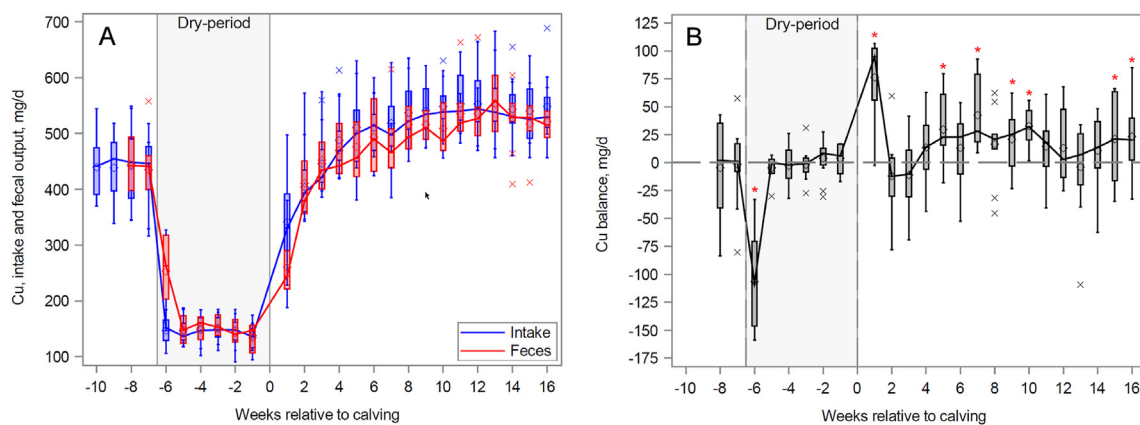 A
Dry-period
Cu, intake and fecal output, mg/d
700
600
500
400
300
200
100
-10 -8 -6 -4 -2 0 2 4 6 8 10 12 14 16
Weeks relative to calving
Intake
Feces
B
Dry-period
Cu balance, mg/d
125
100
75
50
25
0
-25
-50
-75
-100
-125
-150
-175
-10 -8 -6 -4 -2 0 2 4 6 8 10 12 14 16
Weeks relative to calving